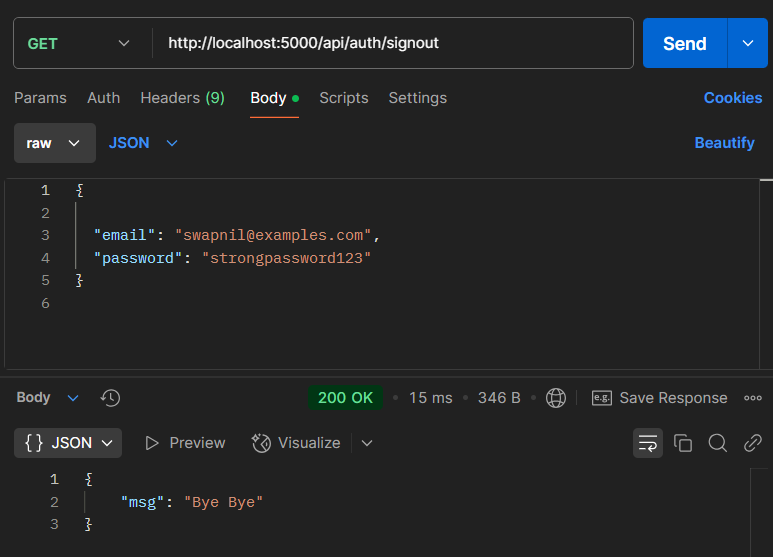 GET http://localhost:5000/api/auth/signout Send
Params Auth Headers (9) Body Scripts Settings Cookies
raw JSON Beautify
1 {
2
3 "email": "swapnil@examples.com",
4 "password": "strongpassword123"
5 }
6
Body 200 OK • 15 ms • 346 B • e.g. Save Response
{} JSON Preview Visualize
1 {
2 "msg": "Bye Bye"
3 }